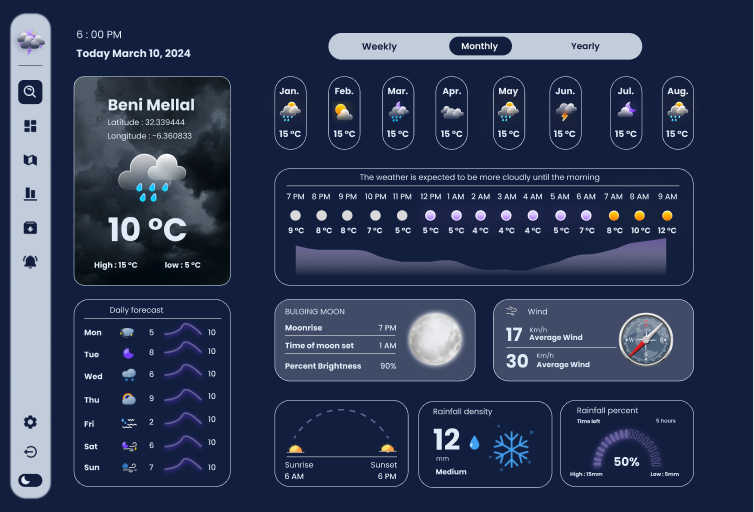 6 : 00 PM
Today March 10, 2024
Weekly Monthly Yearly
Beni Mellal
Latitude : 32.339444
Longitude : -6.360833
10 °C
High : 15 °C low : 5 °C
Jan. Feb. Mar. Apr. May Jun. Jul. Aug.
15 °C 15 °C 15 °C 15 °C 15 °C 15 °C 15 °C 15 °C
The weather is expected to be more cloudly until the morning
7 PM 8 PM 9 PM 10 PM 11 PM 12 PM 1 AM 2 AM 3 AM 4 AM 5 AM 6 AM 7 AM 8 AM 9 AM
9 °C 8 °C 8 °C 7 °C 5 °C 5 °C 5 °C 4 °C 4 °C 4 °C 5 °C 7 °C 8 °C 10 °C 12 °C
Daily forecast
Mon 5 10
Tue 8 10
Wed 6 10
Thu 9 10
Fri 2 10
Sat 6 10
Sun 7 10
BULGING MOON
Moonrise 7 PM
Time of moon set 1 AM
Percent Brightness 90%
Wind
17 Km/h
Average Wind
30 Km/h
Average Wind
Sunrise Sunset
6 AM 6 PM
Rainfall density
12
mm
Medium
Rainfall percent
Time left 5 hours
50%
High : 15mm Low : 5mm